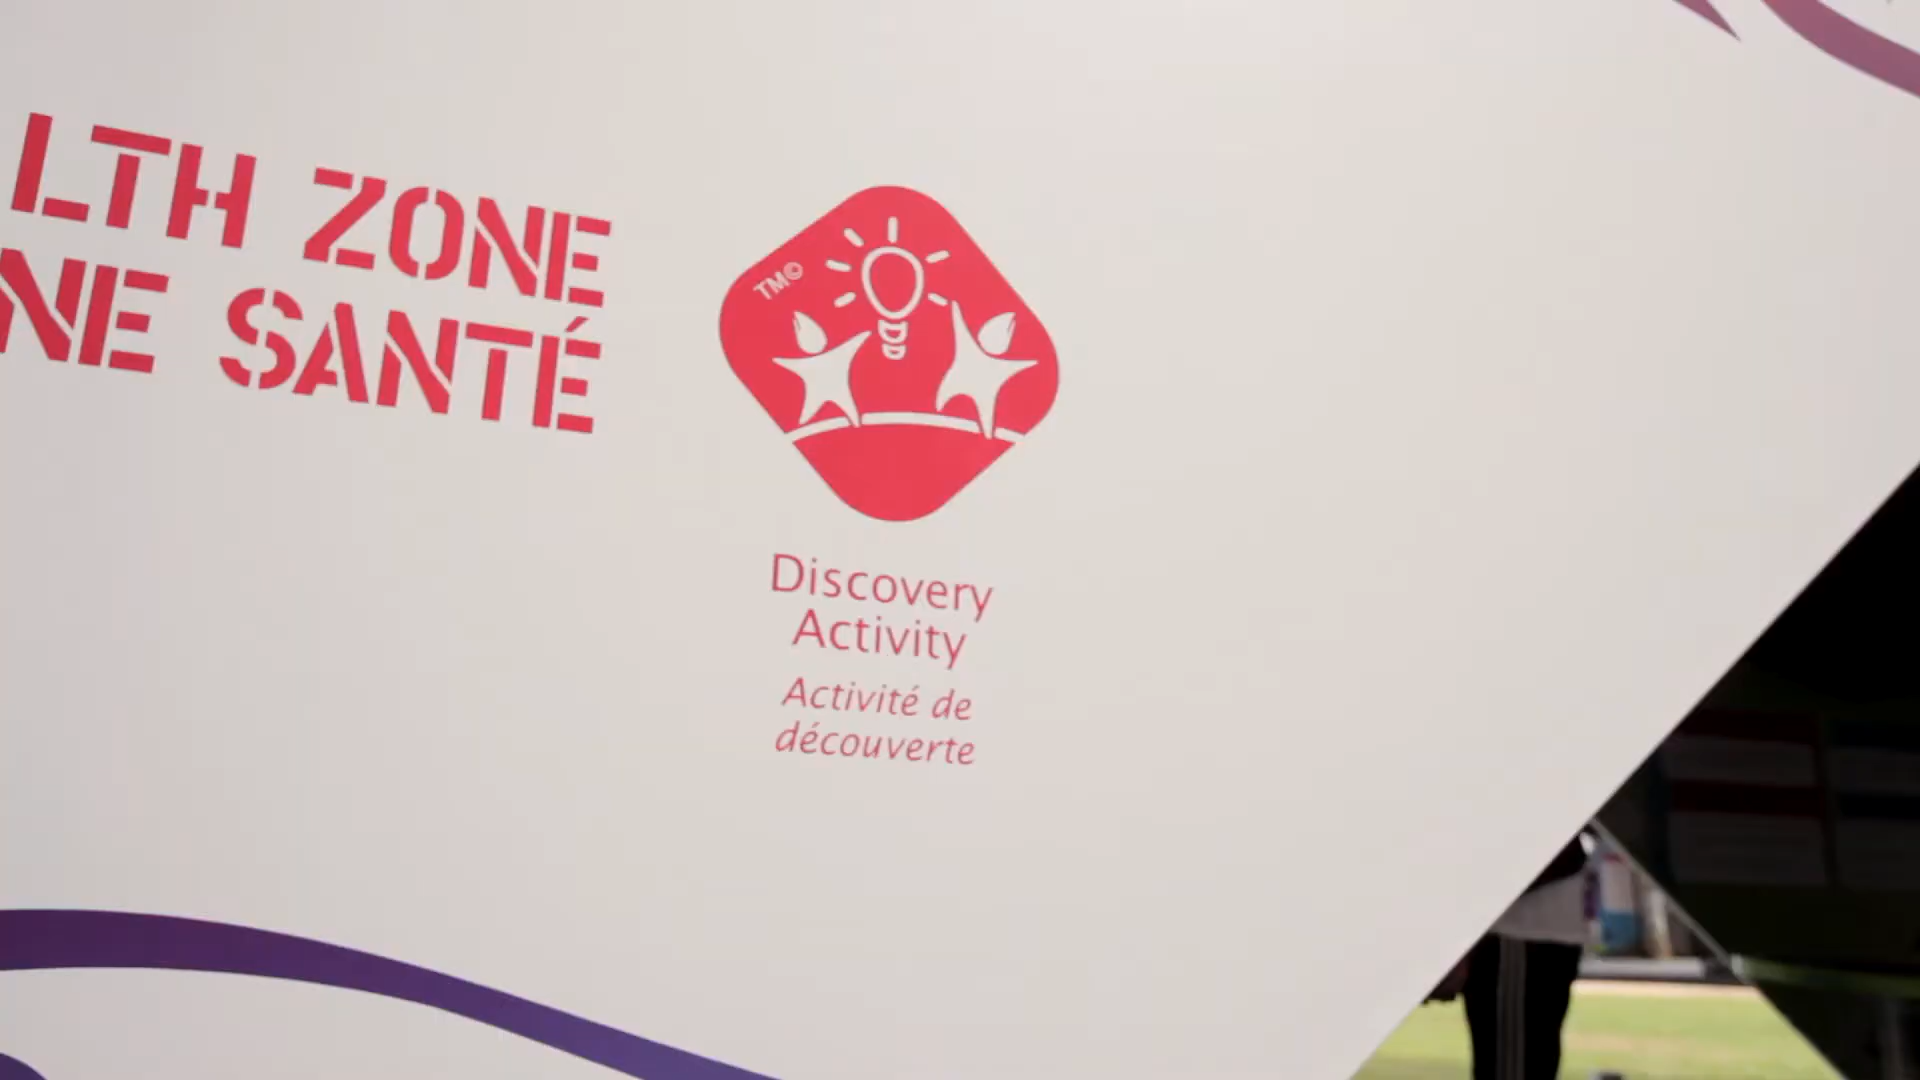 LTH ZONE
NE SANTÉ
TM©
Discovery
Activity
Activité de
découverte